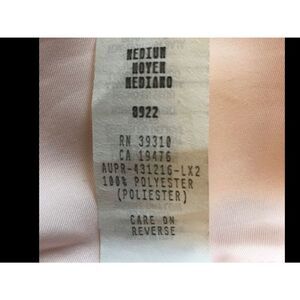 MEDIUM
MOYEN
MEDIANO
0922
RN 39310
CA 19476
AUPR-431216-LX2
100% POLYESTER
(POLIESTER)
CARE ON
REVERSE